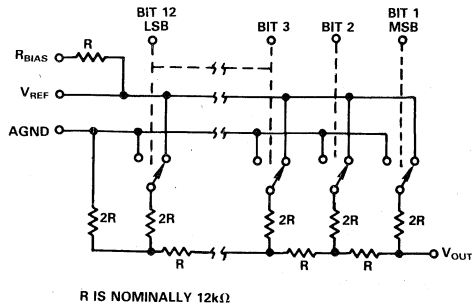 BIT 12
LSB
BIT 3
BIT 2
BIT 1
MSB
R
RBIAS
VREF
AGND
2R
2R
2R
2R
2R
R
R
R
VOUT
R IS NOMINALLY 12kΩ